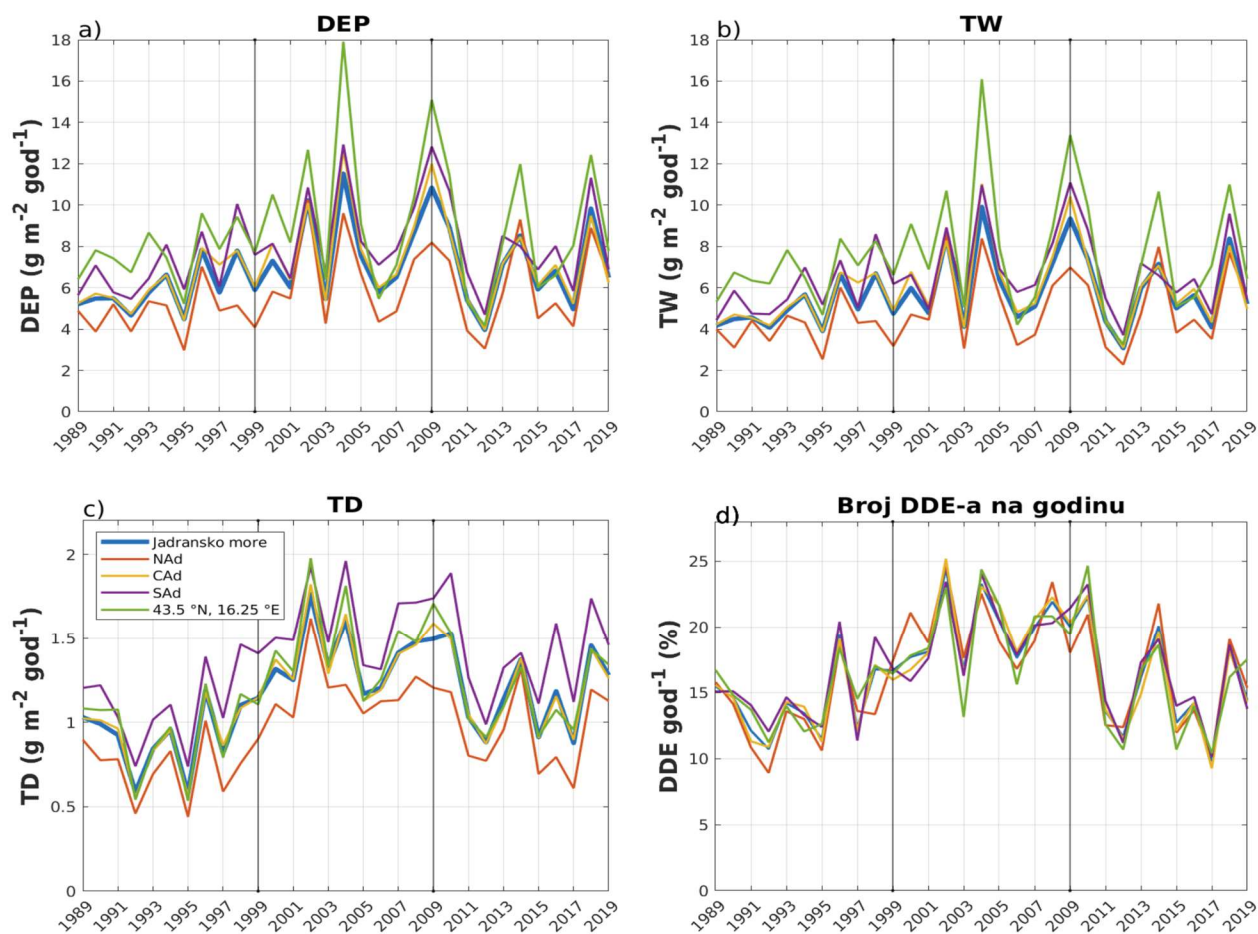 a)
DEP
DEP (g m⁻² god⁻¹)
18
16
14
12
10
8
6
4
2
0
1989 1991 1993 1995 1997 1999 2001 2003 2005 2007 2009 2011 2013 2015 2017 2019
b)
TW
TW (g m⁻² god⁻¹)
18
16
14
12
10
8
6
4
2
0
1989 1991 1993 1995 1997 1999 2001 2003 2005 2007 2009 2011 2013 2015 2017 2019
c)
TD
TD (g m⁻² god⁻¹)
2
1.5
1
0.5
0
Jadransko more
NAd
CAd
SAd
43.5 °N, 16.25 °E
1989 1991 1993 1995 1997 1999 2001 2003 2005 2007 2009 2011 2013 2015 2017 2019
d)
Broj DDE-a na godinu
DDE god⁻¹ (%)
25
20
15
10
5
0
1989 1991 1993 1995 1997 1999 2001 2003 2005 2007 2009 2011 2013 2015 2017 2019